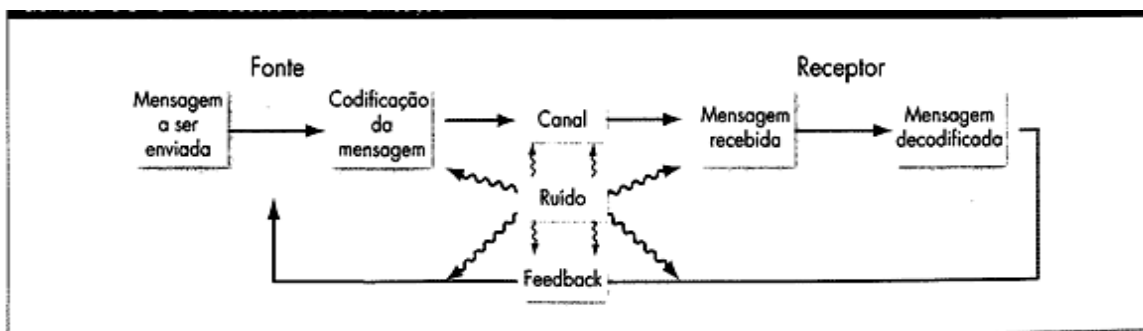 Fonte
Receptor
Mensagem
a ser
enviada
Codificação
da
mensagem
Canal
Mensagem
recebida
Mensagem
decodificada
Ruído
Feedback